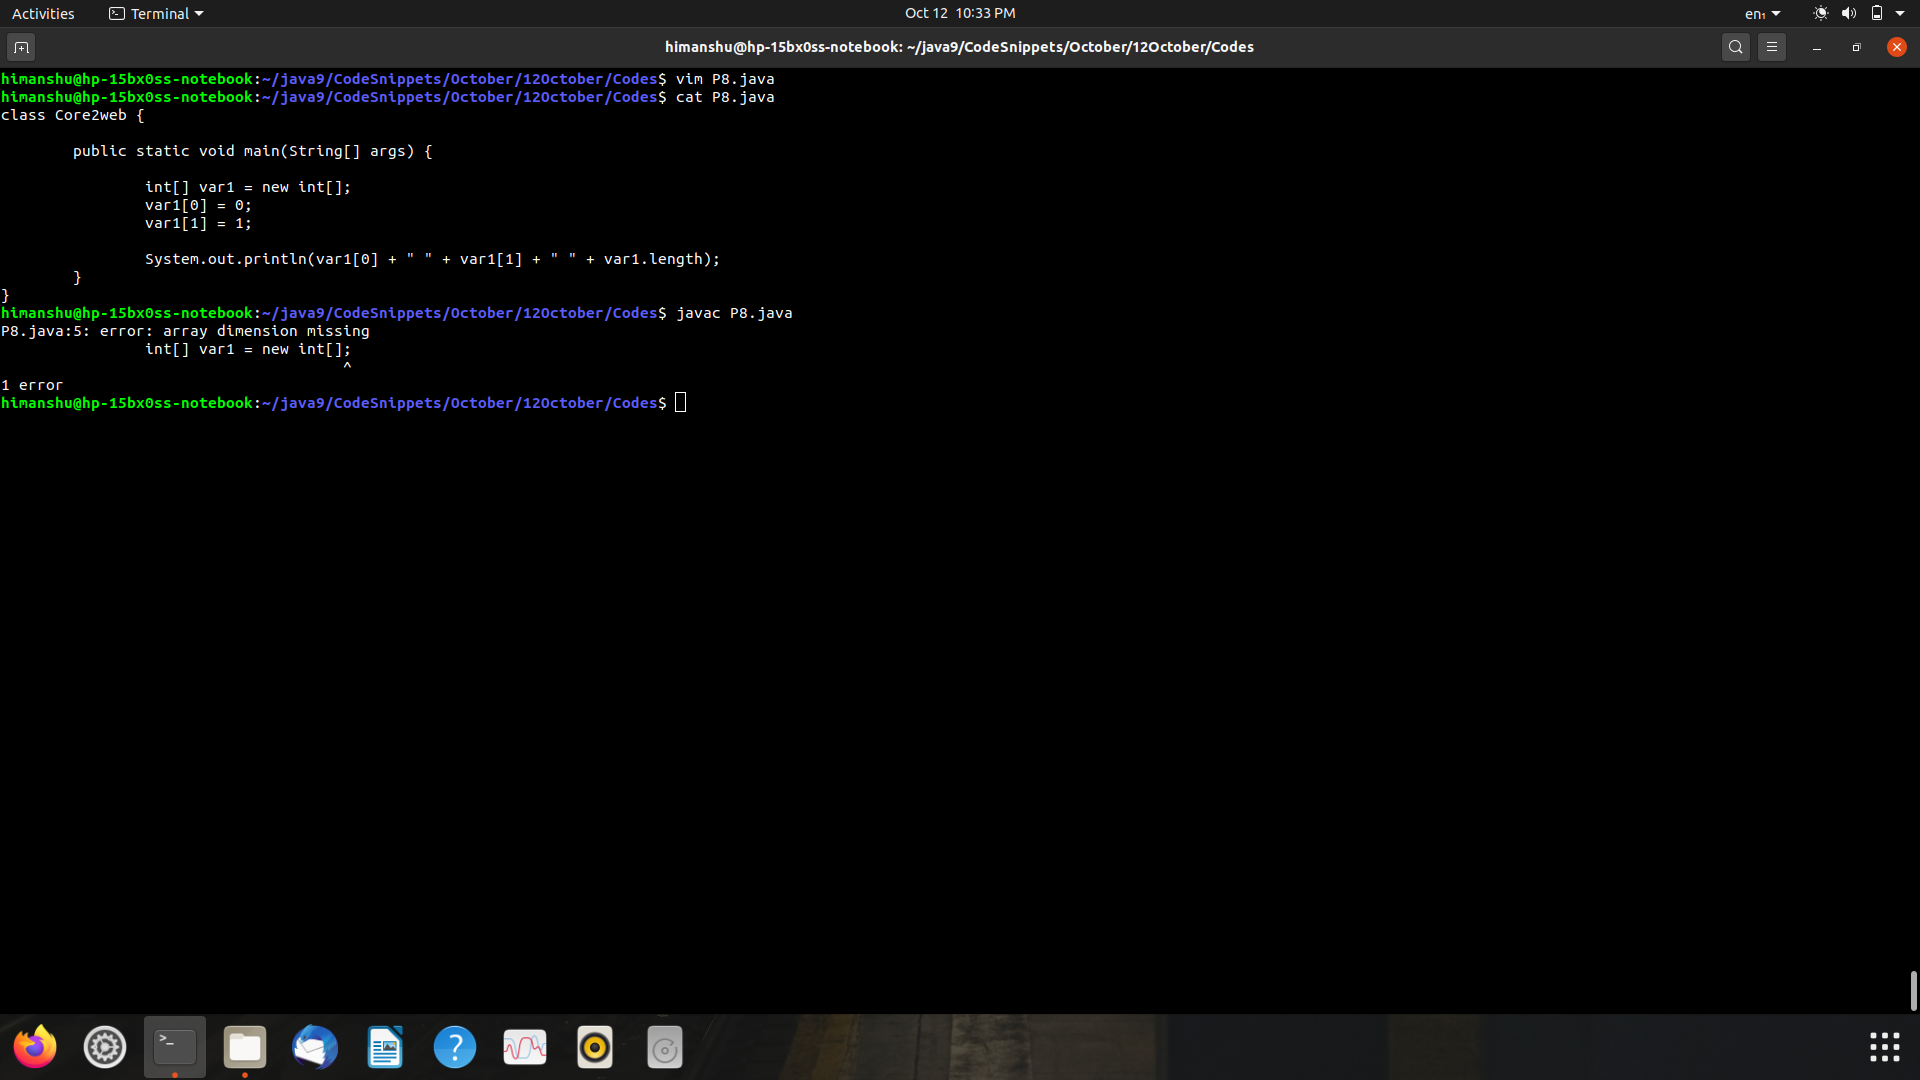 Activities Terminal Oct 12 10:33 PM en₁
himanshu@hp-15bx0ss-notebook: ~/java9/CodeSnippets/October/12October/Codes
himanshu@hp-15bx0ss-notebook:~/java9/CodeSnippets/October/12October/Codes$ vim P8.java
himanshu@hp-15bx0ss-notebook:~/java9/CodeSnippets/October/12October/Codes$ cat P8.java
class Core2web {
        public static void main(String[] args) {
                int[] var1 = new int[];
                var1[0] = 0;
                var1[1] = 1;
                System.out.println(var1[0] + " " + var1[1] + " " + var1.length);
        }
}
himanshu@hp-15bx0ss-notebook:~/java9/CodeSnippets/October/12October/Codes$ javac P8.java
P8.java:5: error: array dimension missing
                int[] var1 = new int[];
                                      ^
1 error
himanshu@hp-15bx0ss-notebook:~/java9/CodeSnippets/October/12October/Codes$